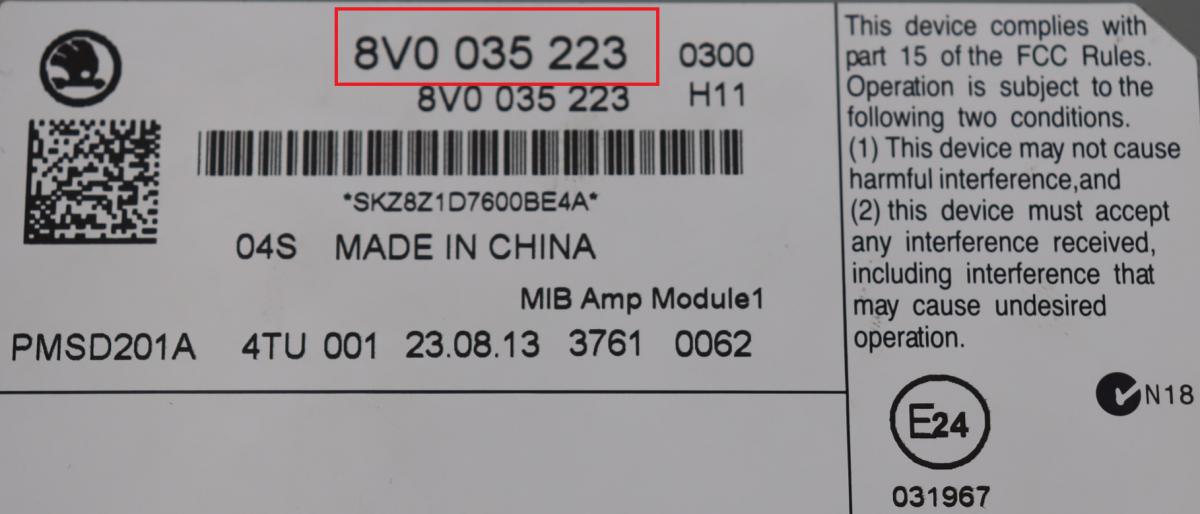 8V0 035 223 0300
8V0 035 223 H11
*SKZ8Z1D7600BE4A*
04S MADE IN CHINA
MIB Amp Module1
PMSD201A 4TU 001 23.08.13 3761 0062
This device complies with
part 15 of the FCC Rules.
Operation is subject to the
following two conditions.
(1) This device may not cause
harmful interference,and
(2) this device must accept
any interference received,
including interference that
may cause undesired
operation.
E24
N18
031967